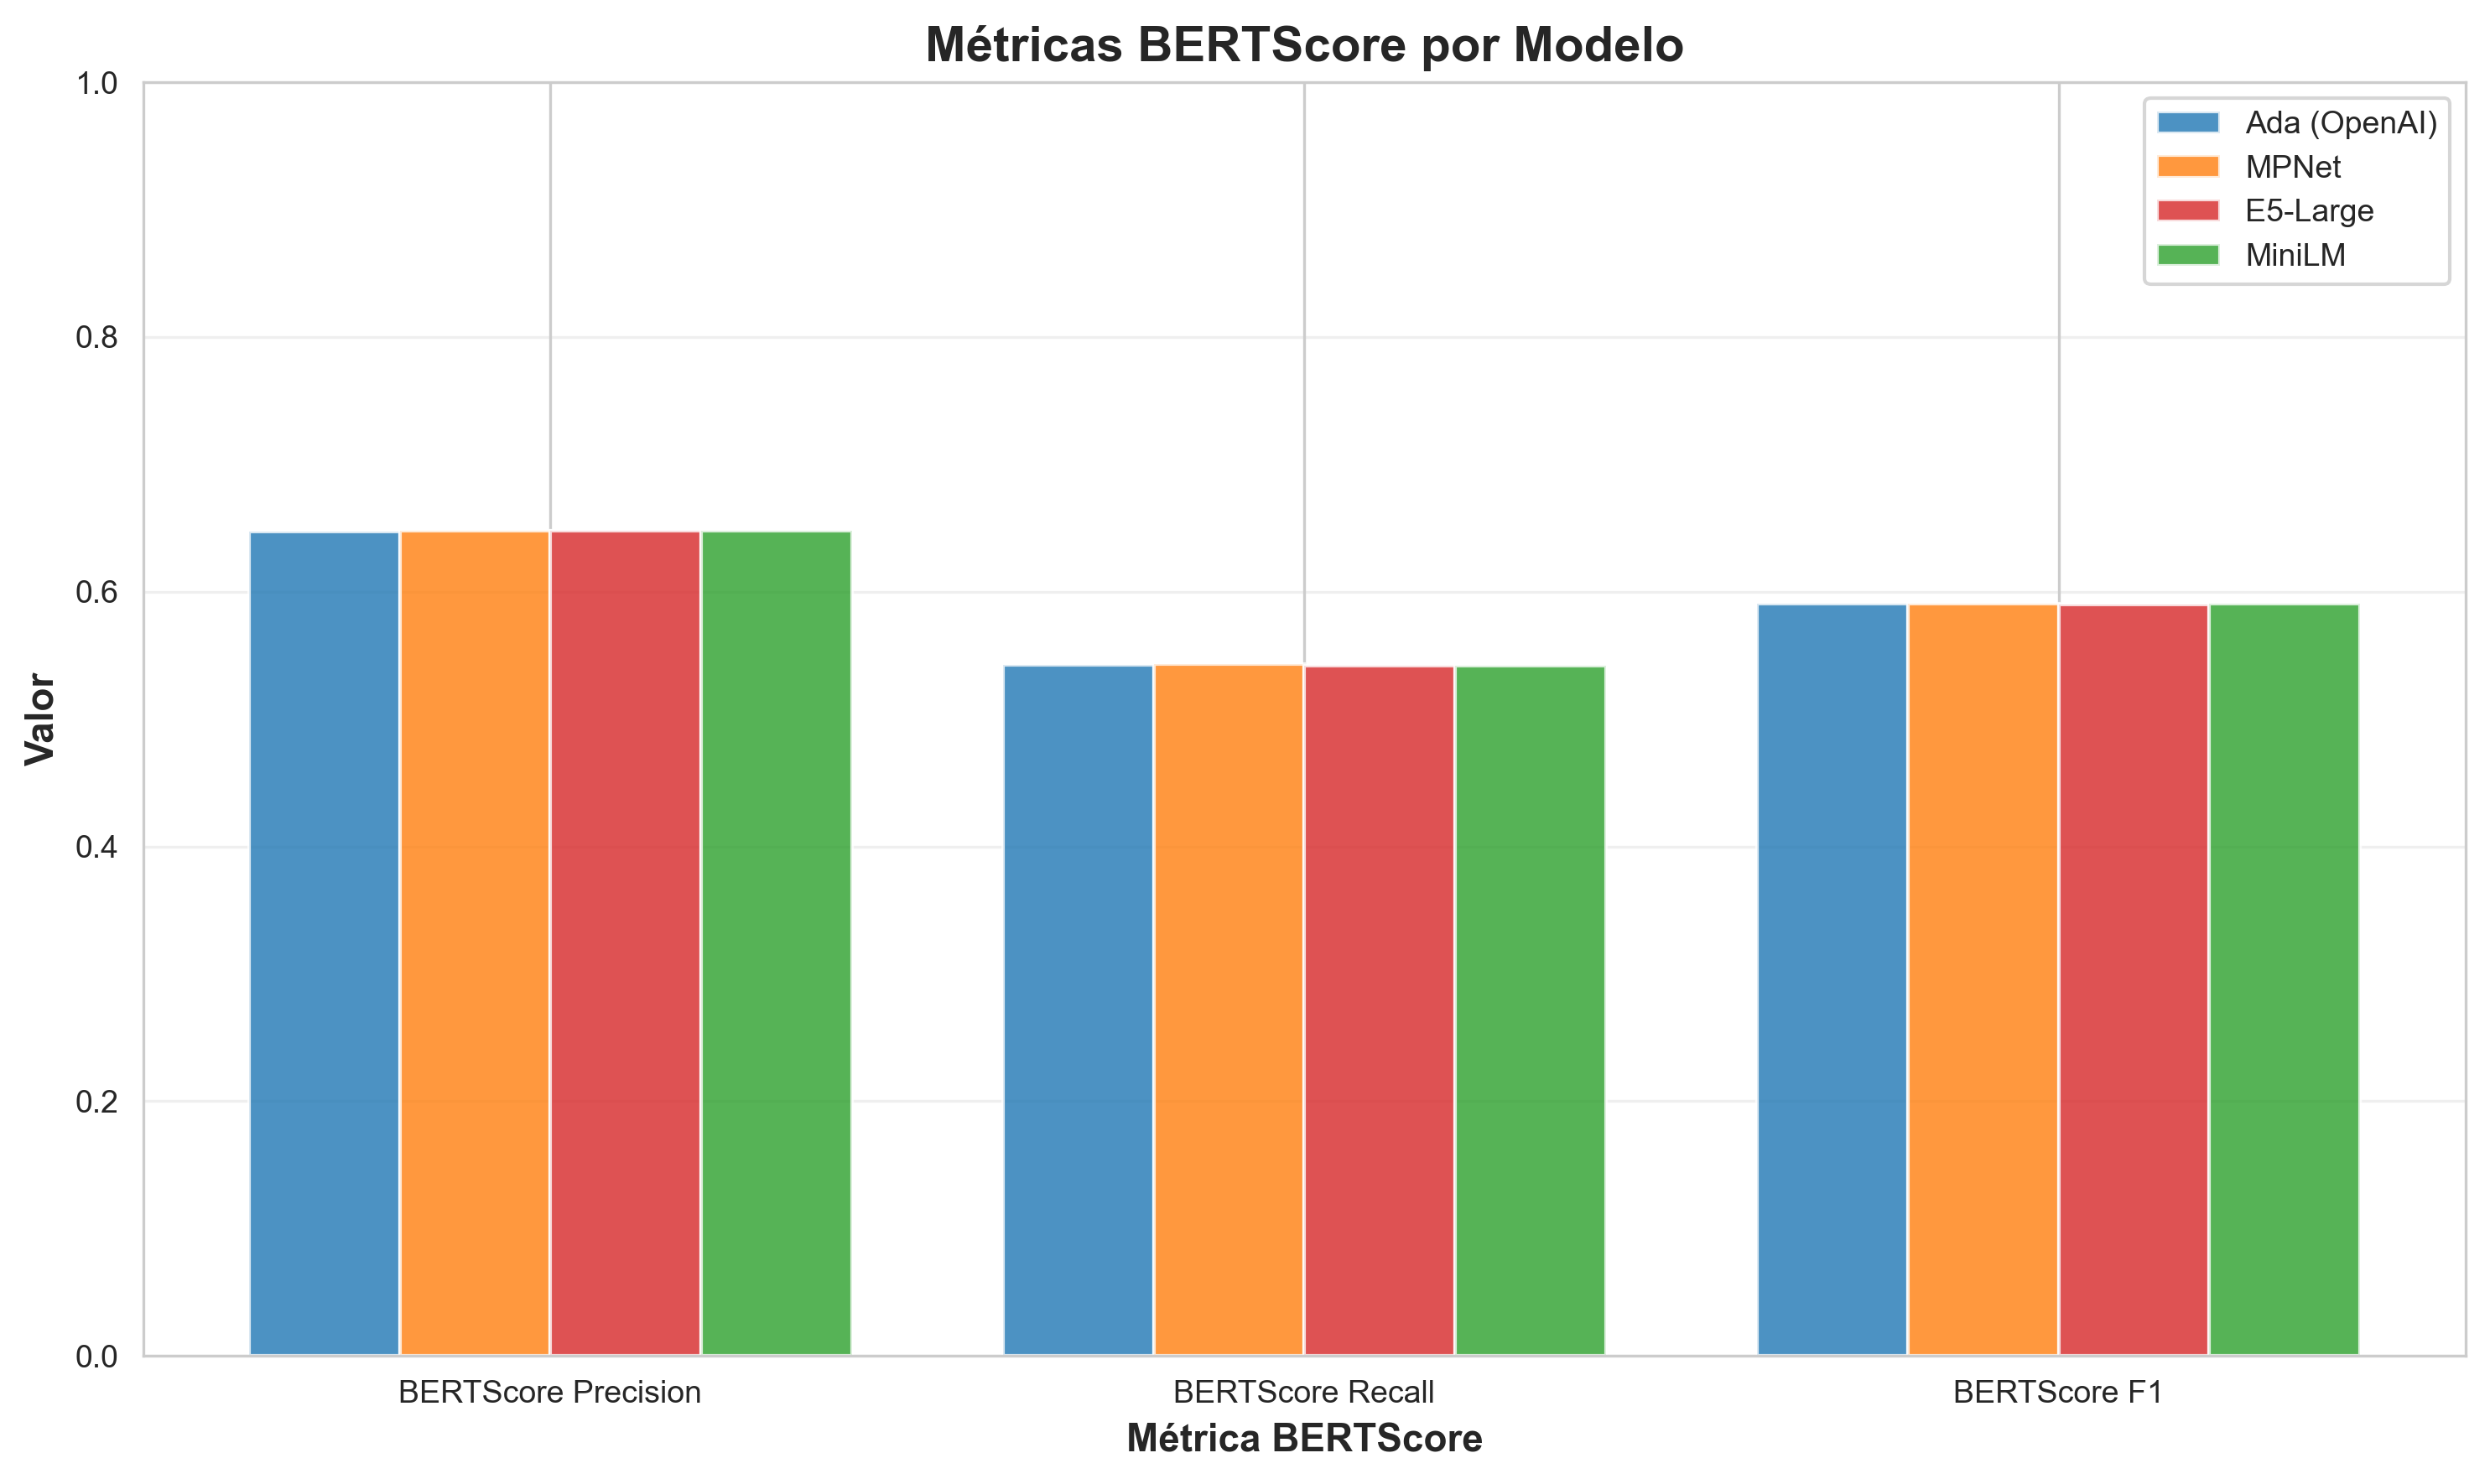 Métricas BERTScore por Modelo
1.0
0.8
0.6
0.4
0.2
0.0
Valor
Ada (OpenAI)
MPNet
E5-Large
MiniLM
BERTScore Precision
BERTScore Recall
BERTScore F1
Métrica BERTScore